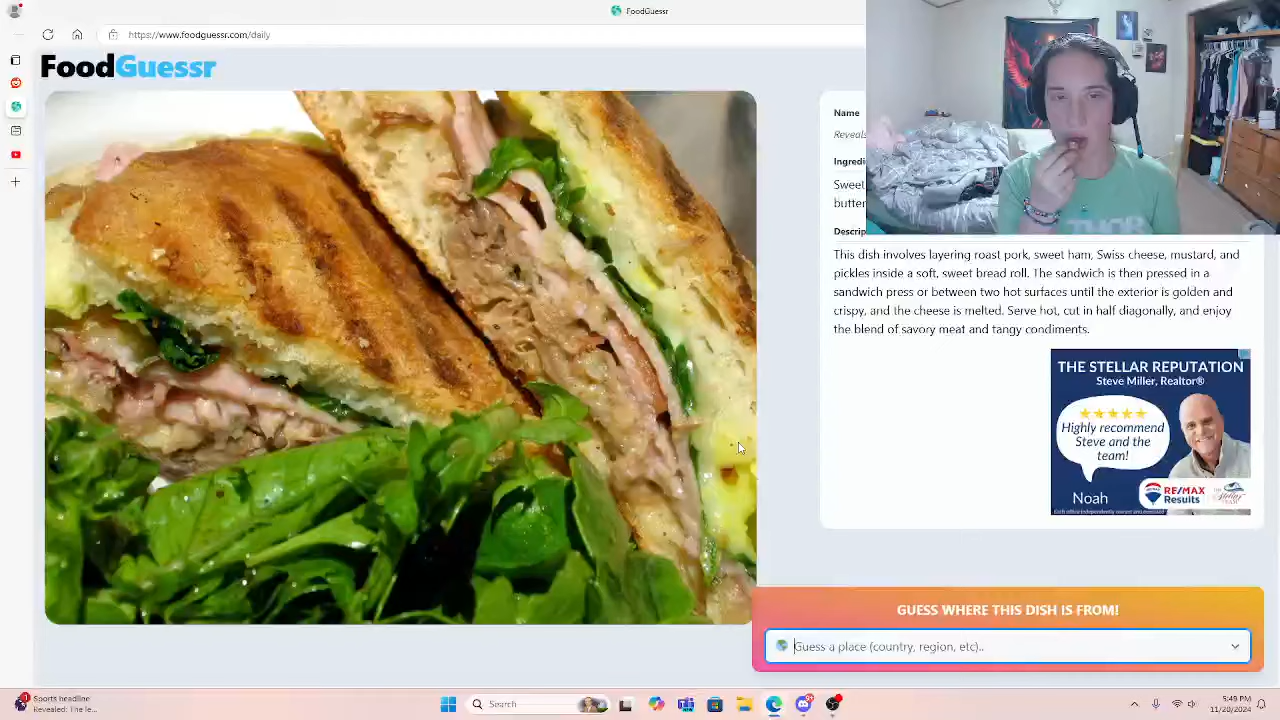 FoodGuessr
https://www.foodguessr.com/daily
FoodGuessr
Name
Reveals
Ingredi
Sweet
butter
Descrip
This dish involves layering roast pork, sweet ham, Swiss cheese, mustard, and
pickles inside a soft, sweet bread roll. The sandwich is then pressed in a
sandwich press or between two hot surfaces until the exterior is golden and
crispy, and the cheese is melted. Serve hot, cut in half diagonally, and enjoy
the blend of savory meat and tangy condiments.
THE STELLAR REPUTATION
Steve Miller, Realtor®
Highly recommend
Steve and the
team!
Noah
RE/MAX
Results
THOR
GUESS WHERE THIS DISH IS FROM!
Guess a place (country, region, etc)..
Sports headline
Revealed: The le...
Search
5:49 PM
11/20/2024